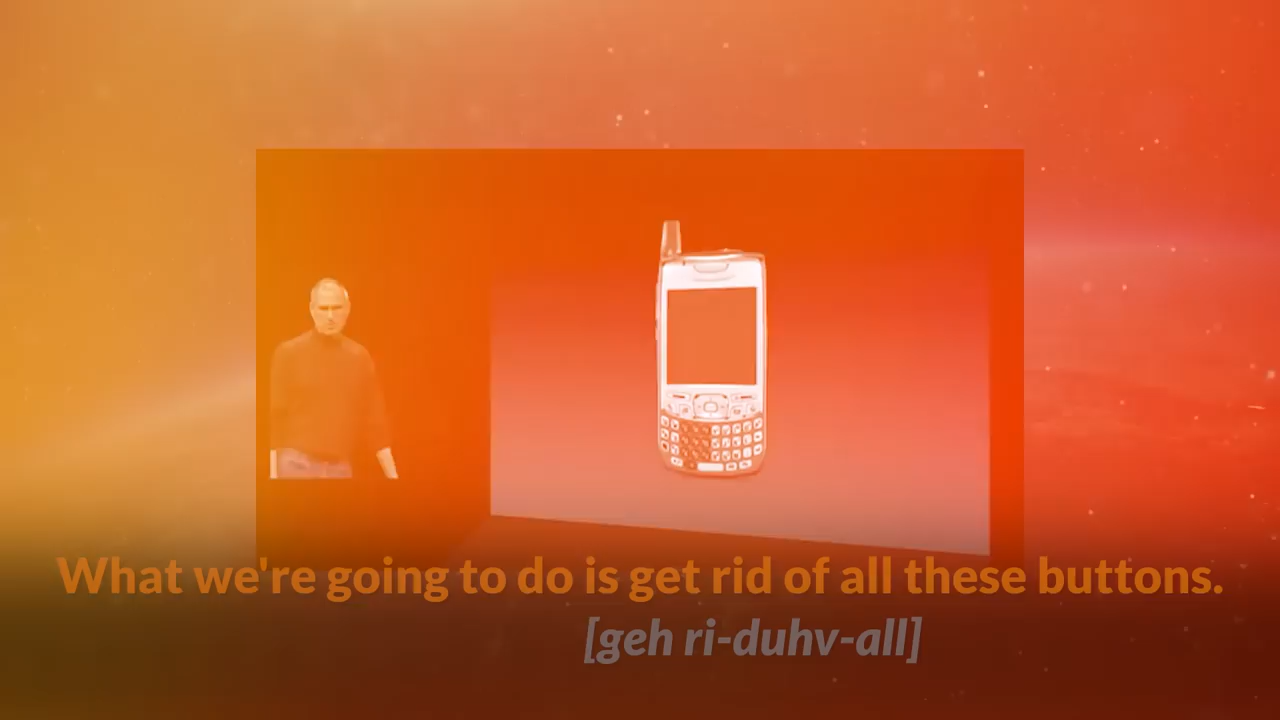 What we're going to do is get rid of all these buttons.
[geh ri-duhv-all]